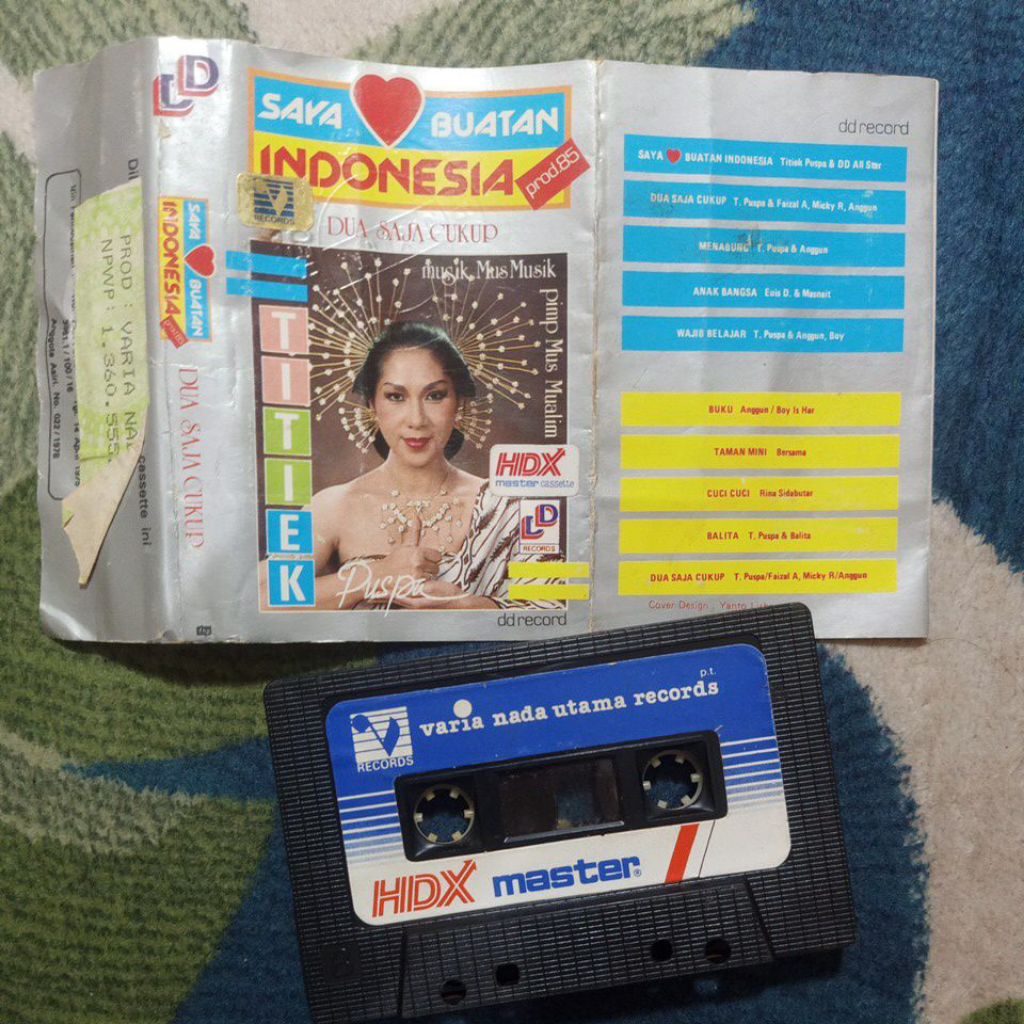 LD
SAYA BUATAN
INDONESIA
prod.85
RECORDS
DUA SAJA CUKUP
musik, Mus Musik
pimp Mus Mualim
TITIEK
Puspa
HDX
master cassette
LD
RECORDS
dd record
SAYA BUATAN
INDONESIA
prod.85
DUA SAJA CUKUP
PROD : VARIA NA
NPWP : 1.360.555
cassette ini
Anggota Asiri. No. 022/1978
dd record
SAYA BUATAN INDONESIA Titiek Puspa & DD All Star
DUA SAJA CUKUP T. Puspa & Faizal A, Micky R, Anggun
MENABUNG T. Puspa & Anggun
ANAK BANGSA Euis D. & Masnait
WAJIB BELAJAR T. Puspa & Anggun, Boy
BUKU Anggun / Boy Is Har
TAMAN MINI Bersama
CUCI CUCI Rina Sidabutar
BALITA T. Puspa & Balita
DUA SAJA CUKUP T. Puspa/Faizal A, Micky R/Anggun
Cover Design : Yanto
RECORDS
p.t.
varia nada utama records
HDX master®